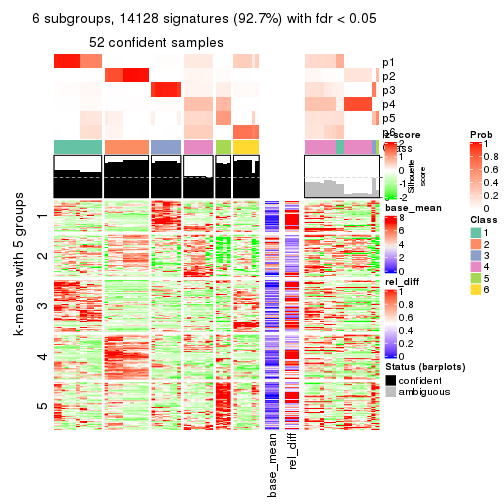 6 subgroups, 14128 signatures (92.7%) with fdr < 0.05
52 confident samples
p1
p2
p3
p4
p5
p6
Class
Silhouette
score
k-means with 5 groups
1
2
3
4
5
base_mean
rel_diff
z-score
2
1
0
-1
-2
base_mean
8
6
4
2
0
rel_diff
1
0.8
0.6
0.4
0.2
0
Status (barplots)
confident
ambiguous
Prob
1
0.8
0.6
0.4
0.2
0
Class
1
2
3
4
5
6